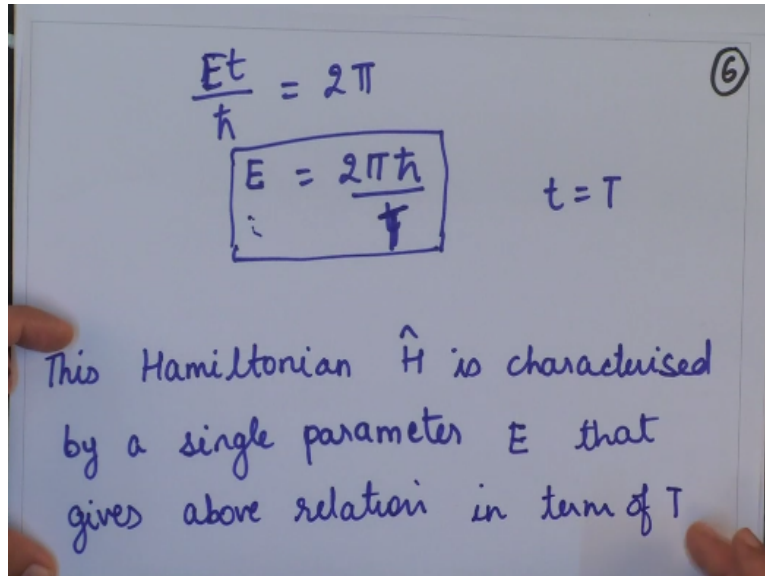 6
Et/ħ = 2π
E = 2πħ/T
t = T
This Hamiltonian Ĥ is characterised
by a single parameter E that
gives above relation in term of T